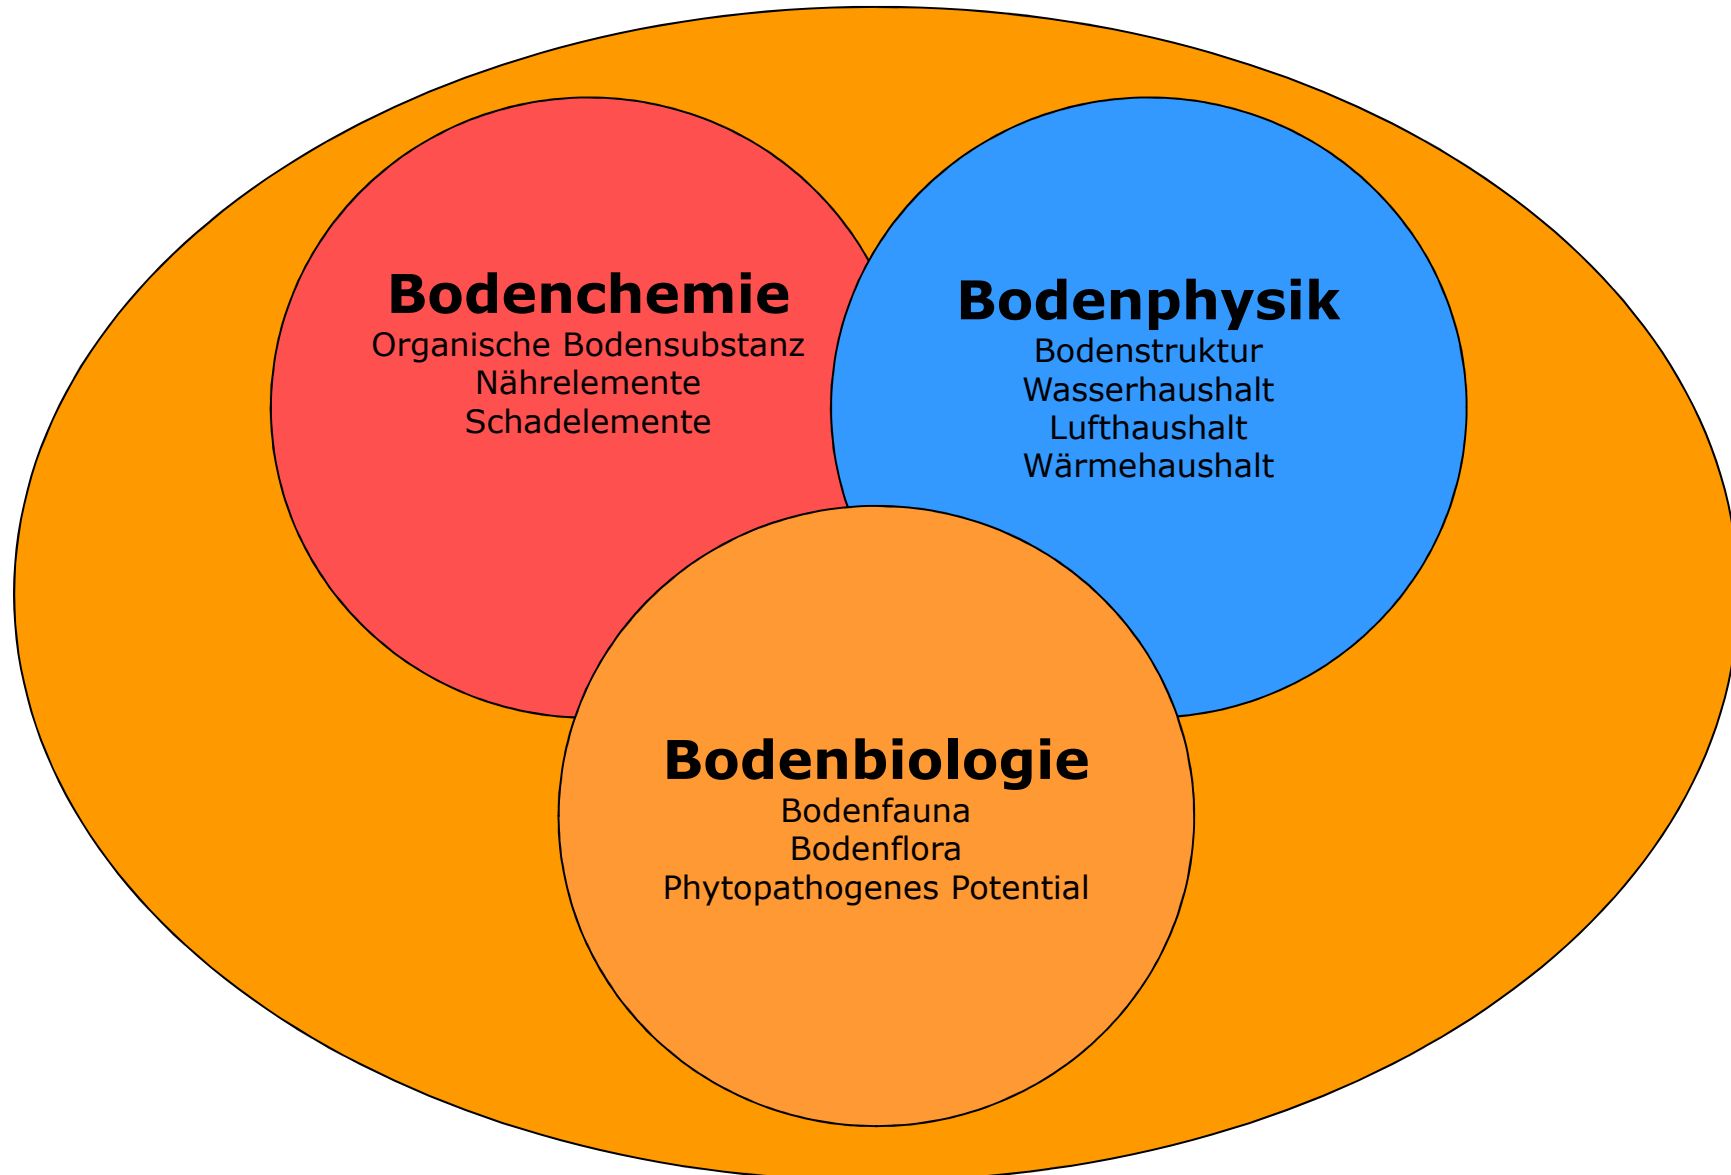 Bodenchemie
Organische Bodensubstanz
Nährelemente
Schadelemente
Bodenphysik
Bodenstruktur
Wasserhaushalt
Lufthaushalt
Wärmehaushalt
Bodenbiologie
Bodenfauna
Bodenflora
Phytopathogenes Potential